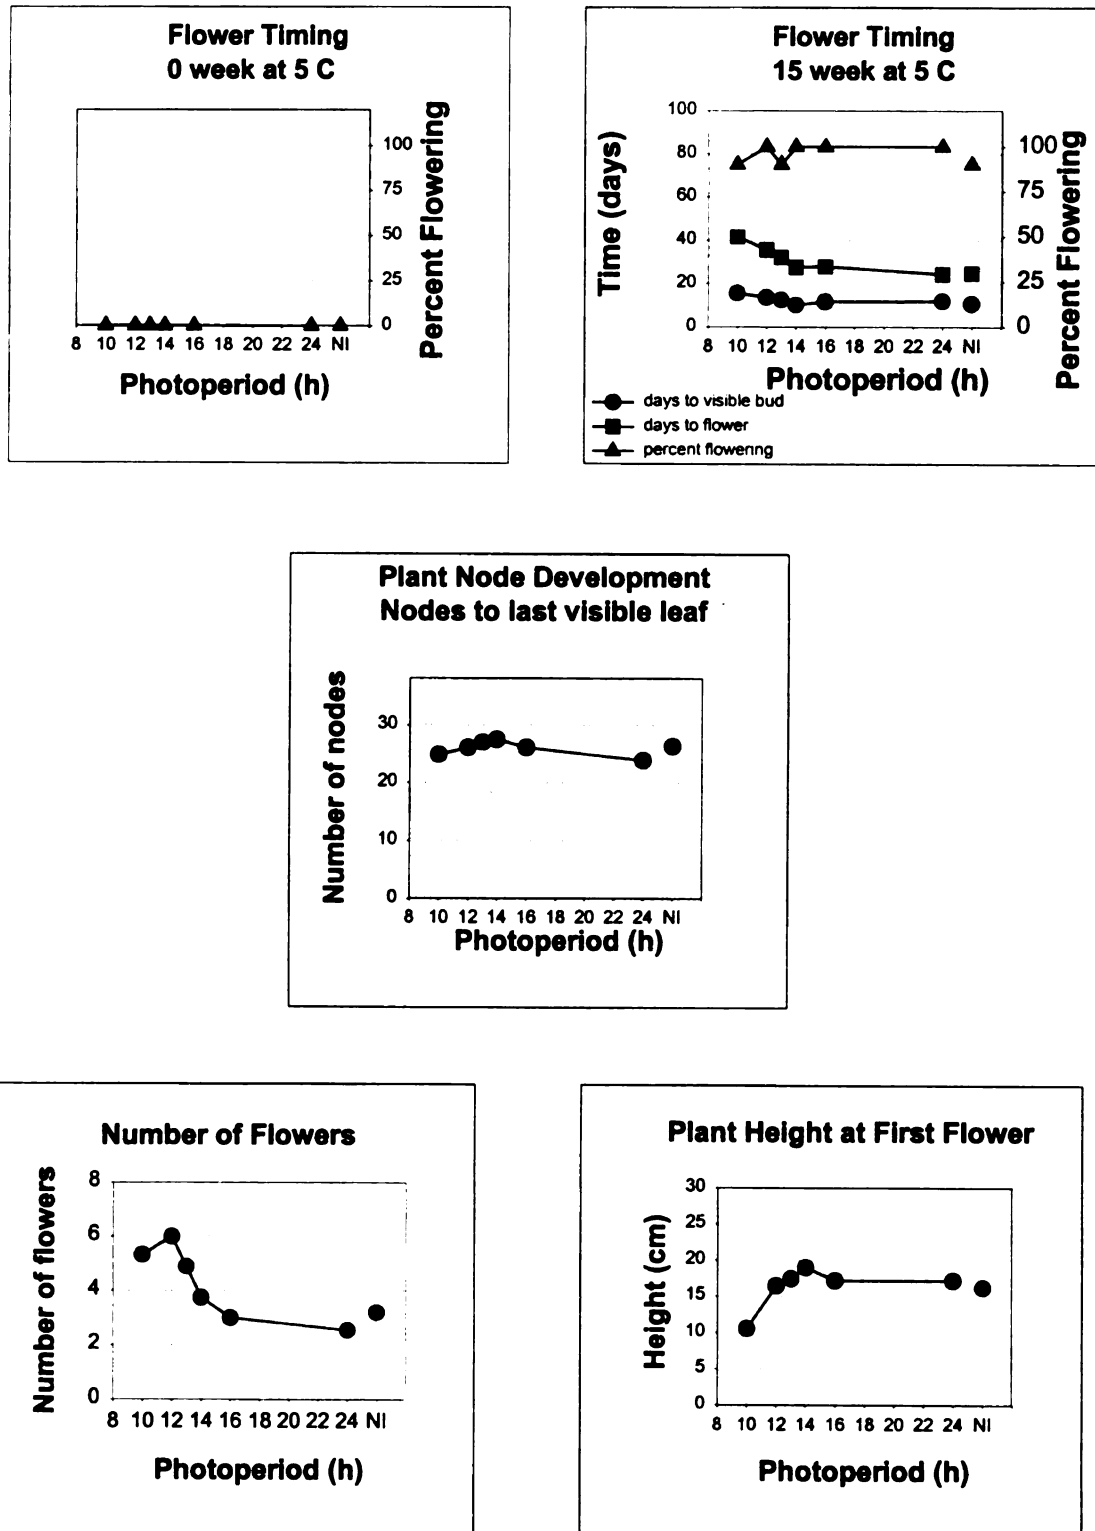 Flower Timing
0 week at 5 C
100
75
50
25
0
Percent Flowering
8 10 12 14 16 18 20 22 24 NI
Photoperiod (h)
Flower Timing
15 week at 5 C
Time (days)
100
80
60
40
20
0
100
75
50
25
0
Percent Flowering
8 10 12 14 16 18 20 22 24 NI
Photoperiod (h)
days to visible bud
days to flower
percent flowering
Plant Node Development
Nodes to last visible leaf
Number of nodes
30
20
10
0
8 10 12 14 16 18 20 22 24 NI
Photoperiod (h)
Number of Flowers
Number of flowers
8
6
4
2
0
8 10 12 14 16 18 20 22 24 NI
Photoperiod (h)
Plant Height at First Flower
Height (cm)
30
25
20
15
10
5
0
8 10 12 14 16 18 20 22 24 NI
Photoperiod (h)